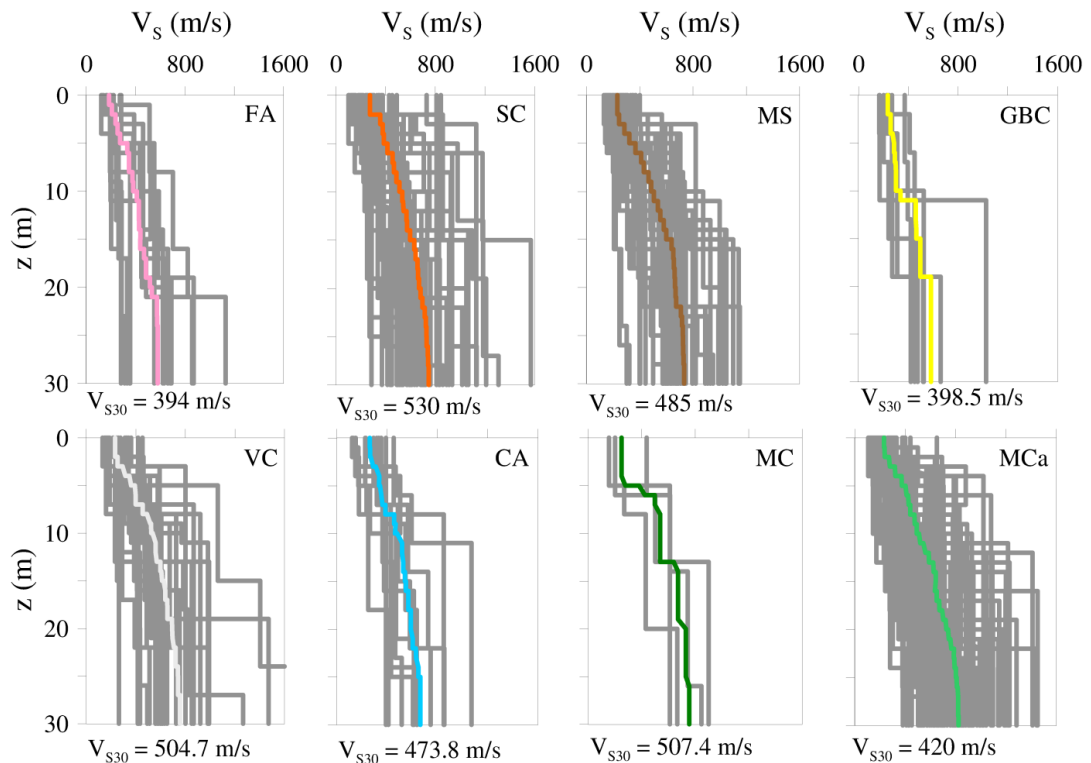 V_S (m/s) V_S (m/s) V_S (m/s) V_S (m/s)
0 800 1600 0 800 1600 0 800 1600 0 800 1600
0 FA SC MS GBC
10
z (m)
20
30
V_S30 = 394 m/s V_S30 = 530 m/s V_S30 = 485 m/s V_S30 = 398.5 m/s
0 VC CA MC MCa
10
z (m)
20
30
V_S30 = 504.7 m/s V_S30 = 473.8 m/s V_S30 = 507.4 m/s V_S30 = 420 m/s